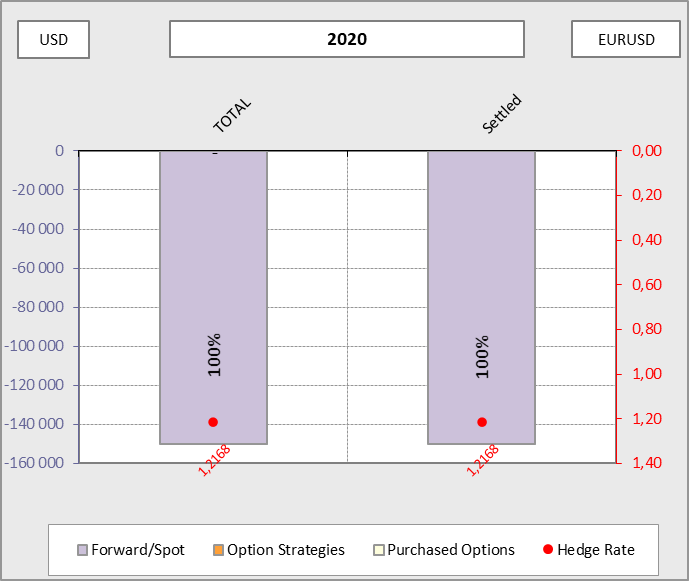 USD 2020 EURUSD
TOTAL Settled
0 0,00
-20 000 0,20
-40 000 0,40
-60 000 0,60
-80 000 0,80
-100 000 1,00
-120 000 1,20
-140 000 1,40
-160 000
100% 100%
1,2168 1,2168
Forward/Spot Option Strategies Purchased Options Hedge Rate